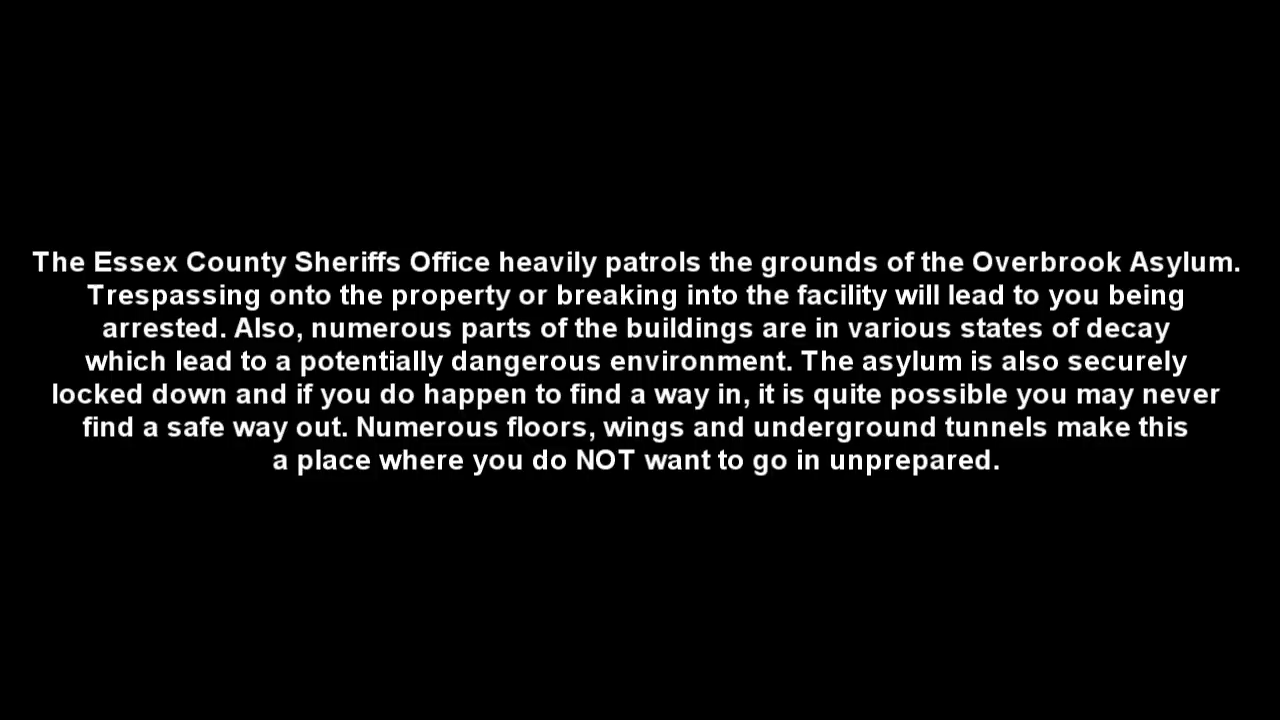 The Essex County Sheriffs Office heavily patrols the grounds of the Overbrook Asylum.
Trespassing onto the property or breaking into the facility will lead to you being
arrested. Also, numerous parts of the buildings are in various states of decay
which lead to a potentially dangerous environment. The asylum is also securely
locked down and if you do happen to find a way in, it is quite possible you may never
find a safe way out. Numerous floors, wings and underground tunnels make this
a place where you do NOT want to go in unprepared.